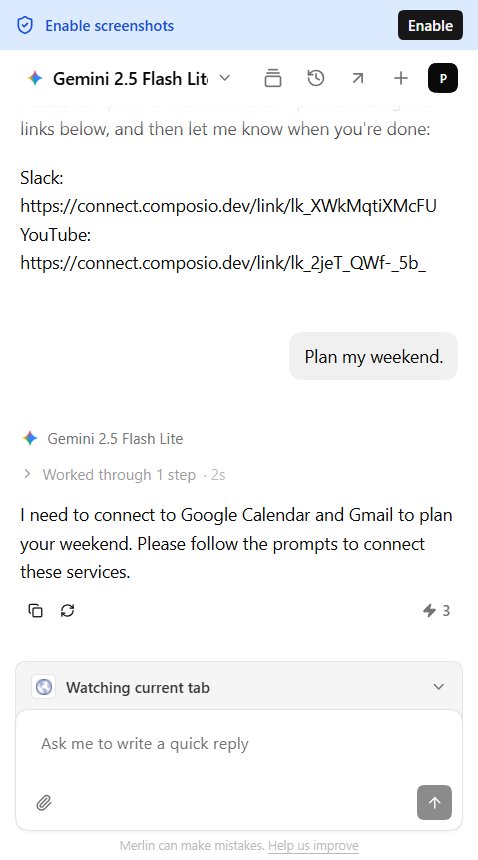 Enable screenshots
Enable
Gemini 2.5 Flash Lit
P
links below, and then let me know when you're done:
Slack:
https://connect.composio.dev/link/lk_XWkMqtiXMcFU
YouTube:
https://connect.composio.dev/link/lk_2jeT_QWf-_5b_
Plan my weekend.
Gemini 2.5 Flash Lite
Worked through 1 step · 2s
I need to connect to Google Calendar and Gmail to plan
your weekend. Please follow the prompts to connect
these services.
3
Watching current tab
Ask me to write a quick reply
Merlin can make mistakes. Help us improve